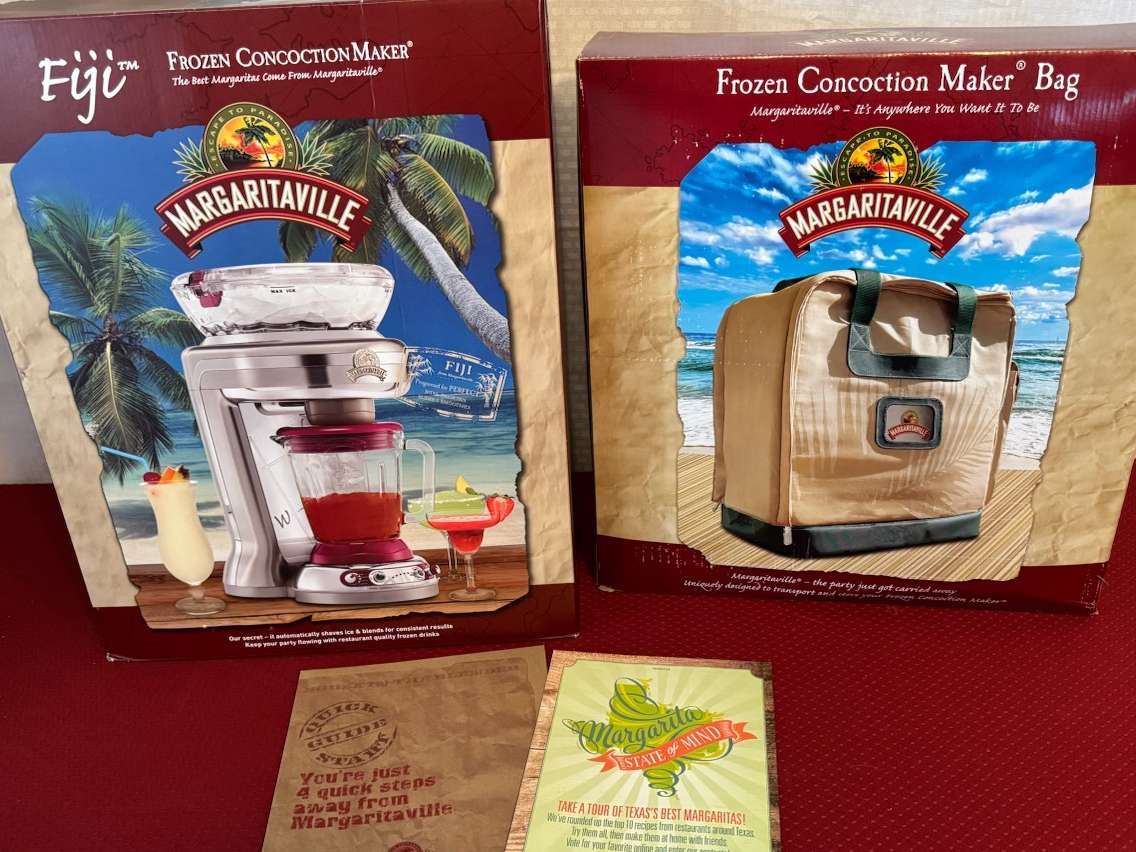 Fiji™
FROZEN CONCOCTION MAKER®
The Best Margaritas Come From Margaritaville®
ESCAPE TO PARADISE
MARGARITAVILLE
MAX ICE
FIJI
Our secret – it automatically shaves ice & blends for consistent results
Keep your party flowing with restaurant quality frozen drinks
MARGARITAVILLE
Frozen Concoction Maker® Bag
Margaritaville® – It's Anywhere You Want It To Be
ESCAPE TO PARADISE
MARGARITAVILLE
MARGARITAVILLE
Margaritaville® – the party just got carried away
Uniquely designed to transport and store your Frozen Concoction Maker™
QUICK
GUIDE
START
You're just
4 quick steps
away from
Margaritaville
Margarita
STATE of MIND
TAKE A TOUR OF TEXAS'S BEST MARGARITAS!
We've rounded up the top 10 recipes from restaurants around Texas.
Try them all, then make them at home with friends.
Vote for your favorite online and enter our